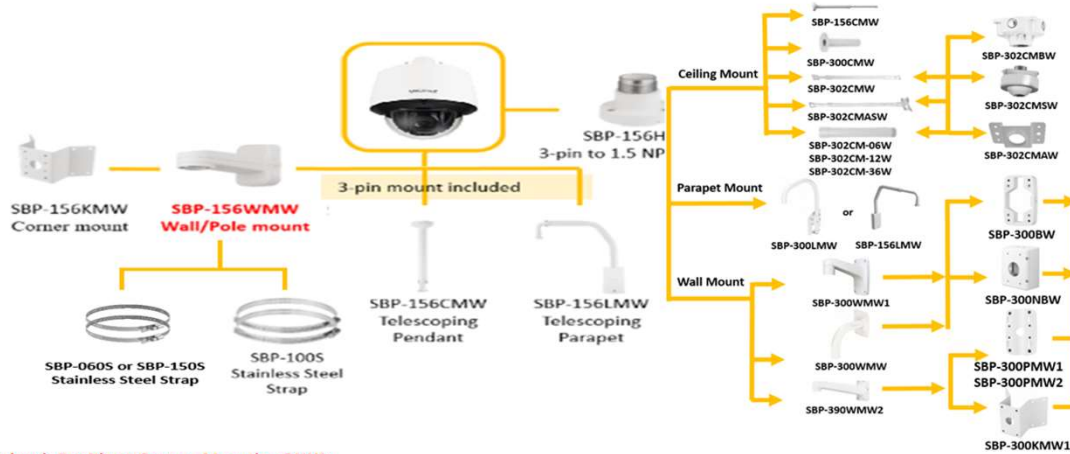 SBP-156CMW
SBP-300CMW
Ceiling Mount
SBP-302CMW
SBP-302CMASW
SBP-302CM-06W
SBP-302CM-12W
SBP-302CM-36W
SBP-302CMBW
SBP-302CMSW
SBP-302CMAW
SBP-156H
3-pin to 1.5 NP
3-pin mount included
SBP-156KMW
Corner mount
SBP-156WMW
Wall/Pole mount
Parapet Mount
or
SBP-300LMW
SBP-156LMW
SBP-300BW
Wall Mount
SBP-300WMW1
SBP-300NBW
SBP-156CMW
Telescoping
Pendant
SBP-156LMW
Telescoping
Parapet
SBP-060S or SBP-150S
Stainless Steel Strap
SBP-100S
Stainless Steel
Strap
SBP-300WMW
SBP-300PMW1
SBP-300PMW2
SBP-390WMW2
SBP-300KMW1